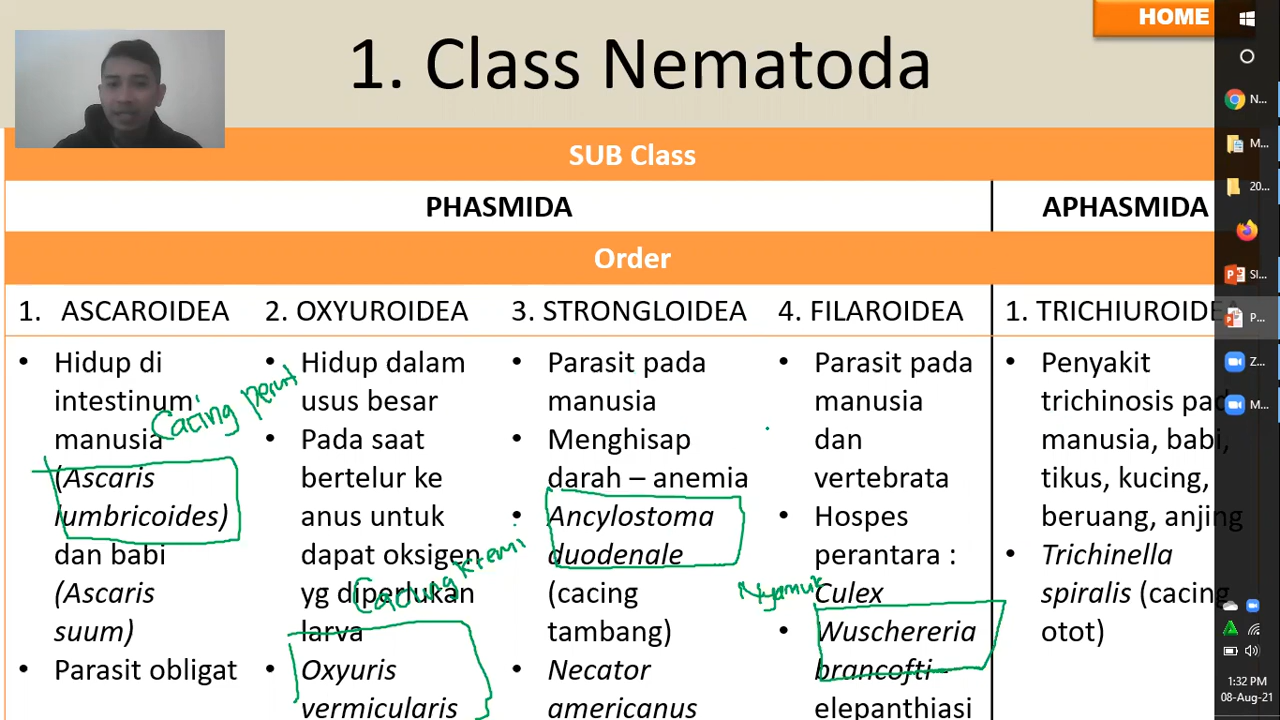 HOME
1. Class Nematoda
SUB Class
PHASMIDA
APHASMIDA
Order
1. ASCAROIDEA
2. OXYUROIDEA
3. STRONGLOIDEA
4. FILAROIDEA
1. TRICHIUROIDE
• Hidup di
intestinum
manusia
(Ascaris
lumbricoides)
dan babi
(Ascaris
suum)
• Parasit obligat
Cacing perut
• Hidup dalam
usus besar
• Pada saat
bertelur ke
anus untuk
dapat oksigen
yg diperlukan
larva
• Oxyuris
vermicularis
Cacing kremi
• Parasit pada
manusia
• Menghisap
darah – anemia
• Ancylostoma
duodenale
(cacing
tambang)
• Necator
americanus
• Parasit pada
manusia
dan
vertebrata
• Hospes
perantara :
Culex
• Wuschereria
brancofti–
elepanthiasi
Nyamuk
• Penyakit
trichinosis pad
manusia, babi,
tikus, kucing,
beruang, anjing
• Trichinella
spiralis (cacing
otot)
N...
M...
20...
SI...
P...
Z...
M...
1:32 PM
08-Aug-21